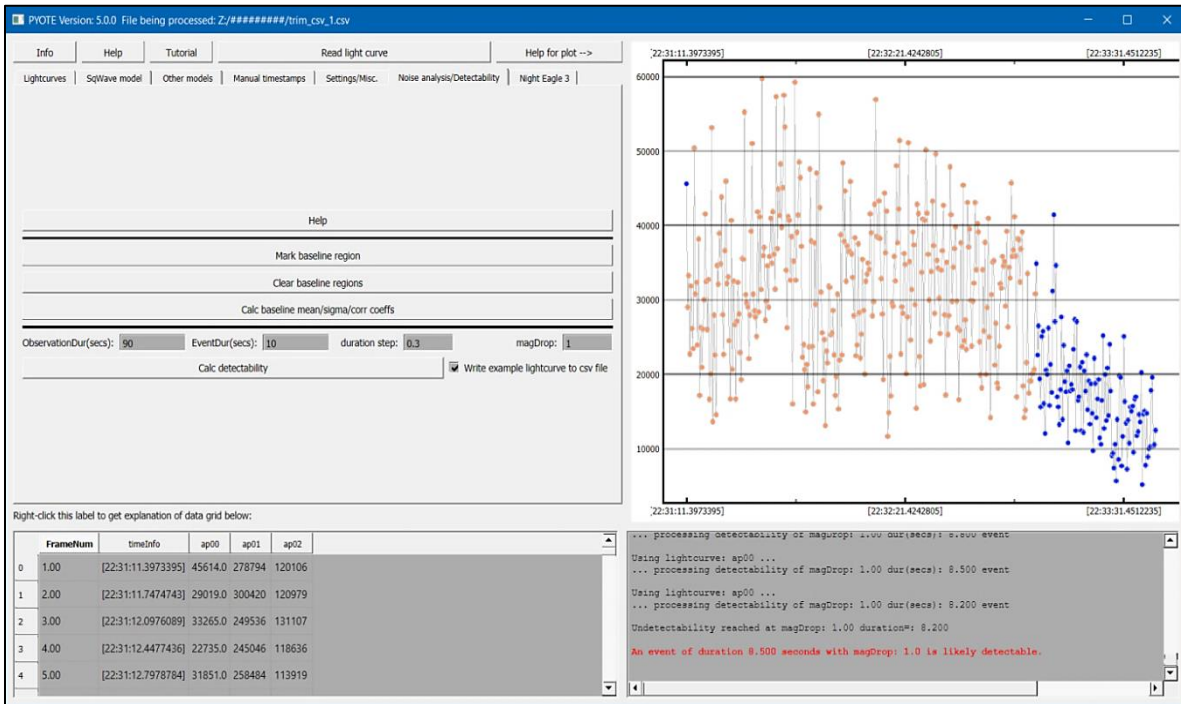 PYOTE Version: 5.0.0 File being processed: Z:/#########/trim_csv_1.csv
Info Help Tutorial Read light curve Help for plot -->
Lightcurves SqWave model Other models Manual timestamps Settings/Misc. Noise analysis/Detectability Night Eagle 3
Help
Mark baseline region
Clear baseline regions
Calc baseline mean/sigma/corr coeffs
ObservationDur(secs): 90 EventDur(secs): 10 duration step: 0.3 magDrop: 1
Calc detectability Write example lightcurve to csv file
[22:31:11.3973395] [22:32:21.4242805] [22:33:31.4512235]
60000
50000
40000
30000
20000
10000
[22:31:11.3973395] [22:32:21.4242805] [22:33:31.4512235]
Right-click this label to get explanation of data grid below:
FrameNum timeInfo ap00 ap01 ap02
0 1.00 [22:31:11.3973395] 45614.0 278794 120106
1 2.00 [22:31:11.7474743] 29019.0 300420 120979
2 3.00 [22:31:12.0976089] 33265.0 249536 131107
3 4.00 [22:31:12.4477436] 22735.0 245046 118636
4 5.00 [22:31:12.7978784] 31851.0 258484 113919
... processing detectability of magDrop: 1.00 dur(secs): 8.800 event
Using lightcurve: ap00 ...
... processing detectability of magDrop: 1.00 dur(secs): 8.500 event
Using lightcurve: ap00 ...
... processing detectability of magDrop: 1.00 dur(secs): 8.200 event
Undetectability reached at magDrop: 1.00 duration=: 8.200
An event of duration 8.500 seconds with magDrop: 1.0 is likely detectable.